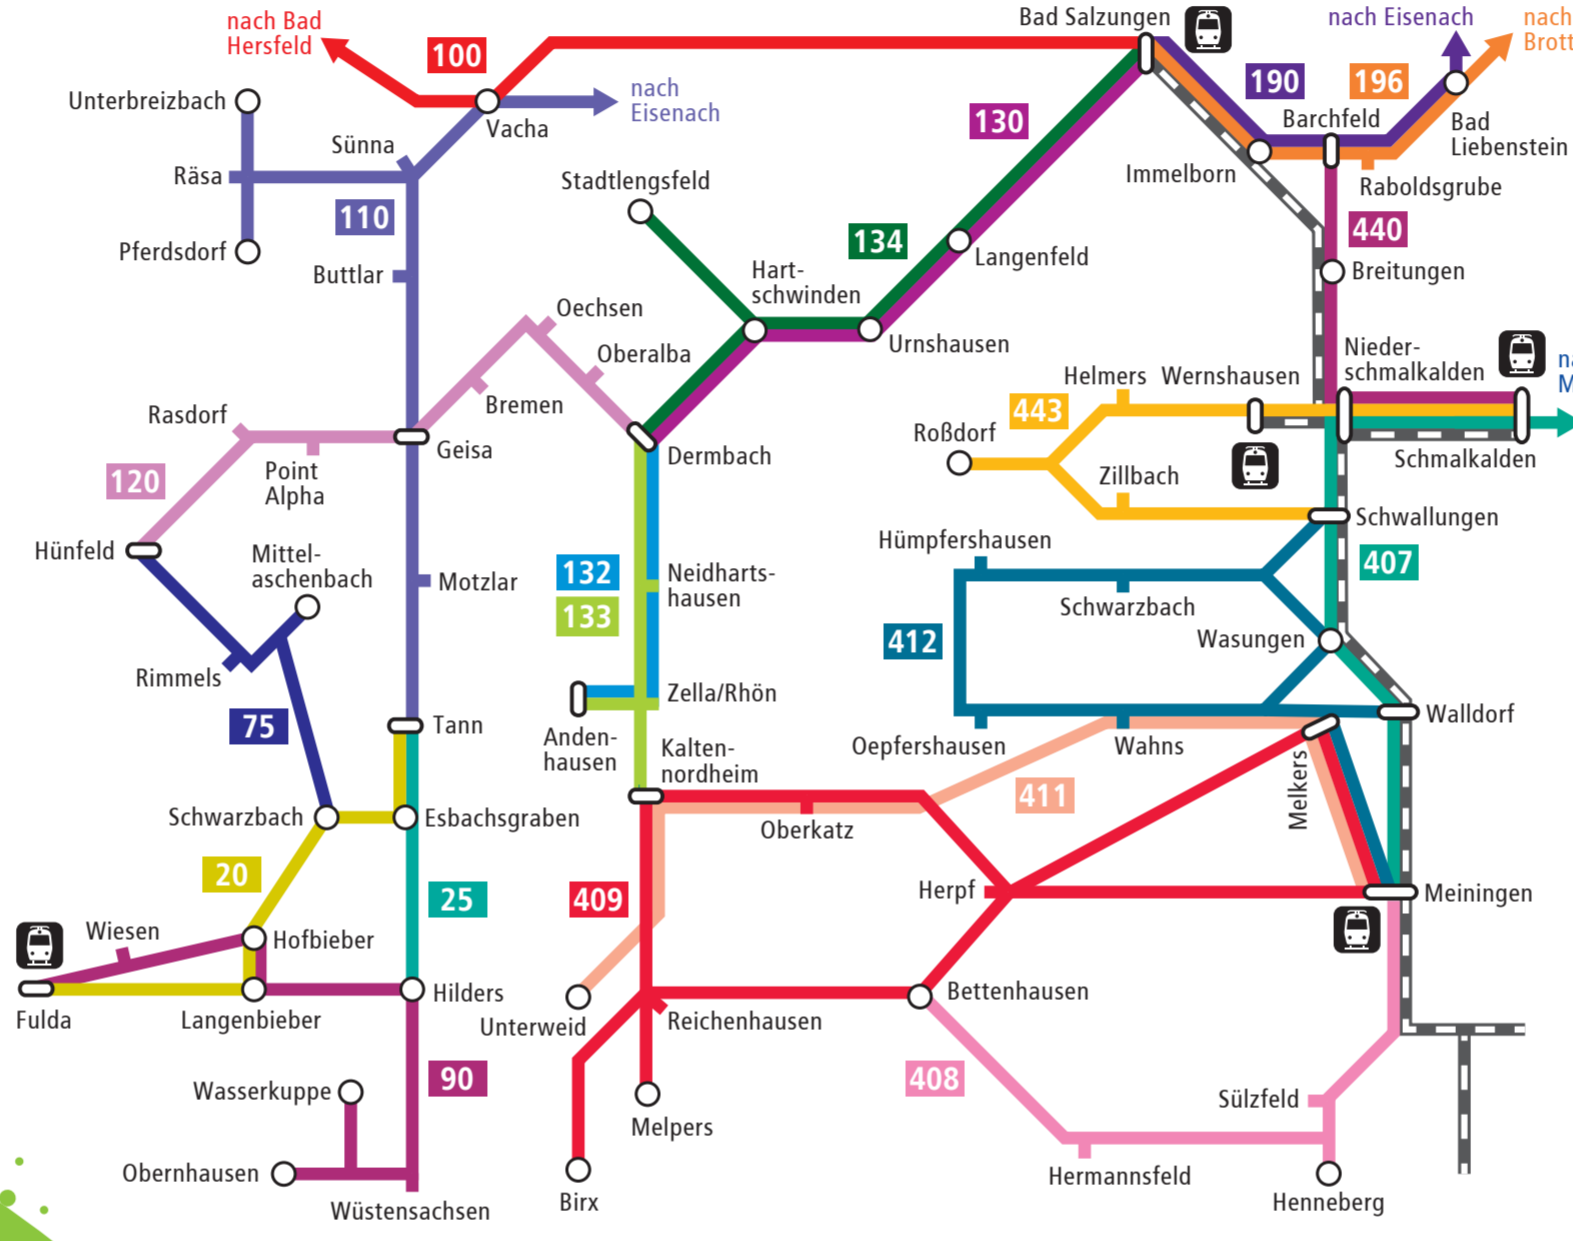 nach Bad
Hersfeld
100
Bad Salzungen
nach Eisenach
nach
Brott
Unterbreizbach
nach
Eisenach
Vacha
190
196
Barchfeld
Bad
Liebenstein
130
Sünna
Räsa
Stadtlengsfeld
Immelborn
Raboldsgrube
110
Pferdsdorf
134
Langenfeld
440
Buttlar
Hart-
schwinden
Breitungen
Oechsen
Urnshausen
Oberalba
Nieder-
schmalkalden
na
M
Bremen
Helmers
Wernshausen
443
Rasdorf
Roßdorf
Geisa
Dermbach
Schmalkalden
Point
Alpha
120
Zillbach
Schwallungen
Hünfeld
Mittel-
aschenbach
Hümpfershausen
407
Motzlar
132
133
Neidharts-
hausen
Schwarzbach
412
Wasungen
Rimmels
75
Tann
Zella/Rhön
Walldorf
Anden-
hausen
Kalten-
nordheim
Oepfershausen
Wahns
Melkers
411
Schwarzbach
Esbachsgraben
Oberkatz
20
25
409
Herpf
Meiningen
Wiesen
Hofbieber
Fulda
Langenbieber
Hilders
Unterweid
Reichenhausen
Bettenhausen
90
408
Wasserkuppe
Sülzfeld
Melpers
Obernhausen
Hermannsfeld
Wüstensachsen
Birx
Henneberg